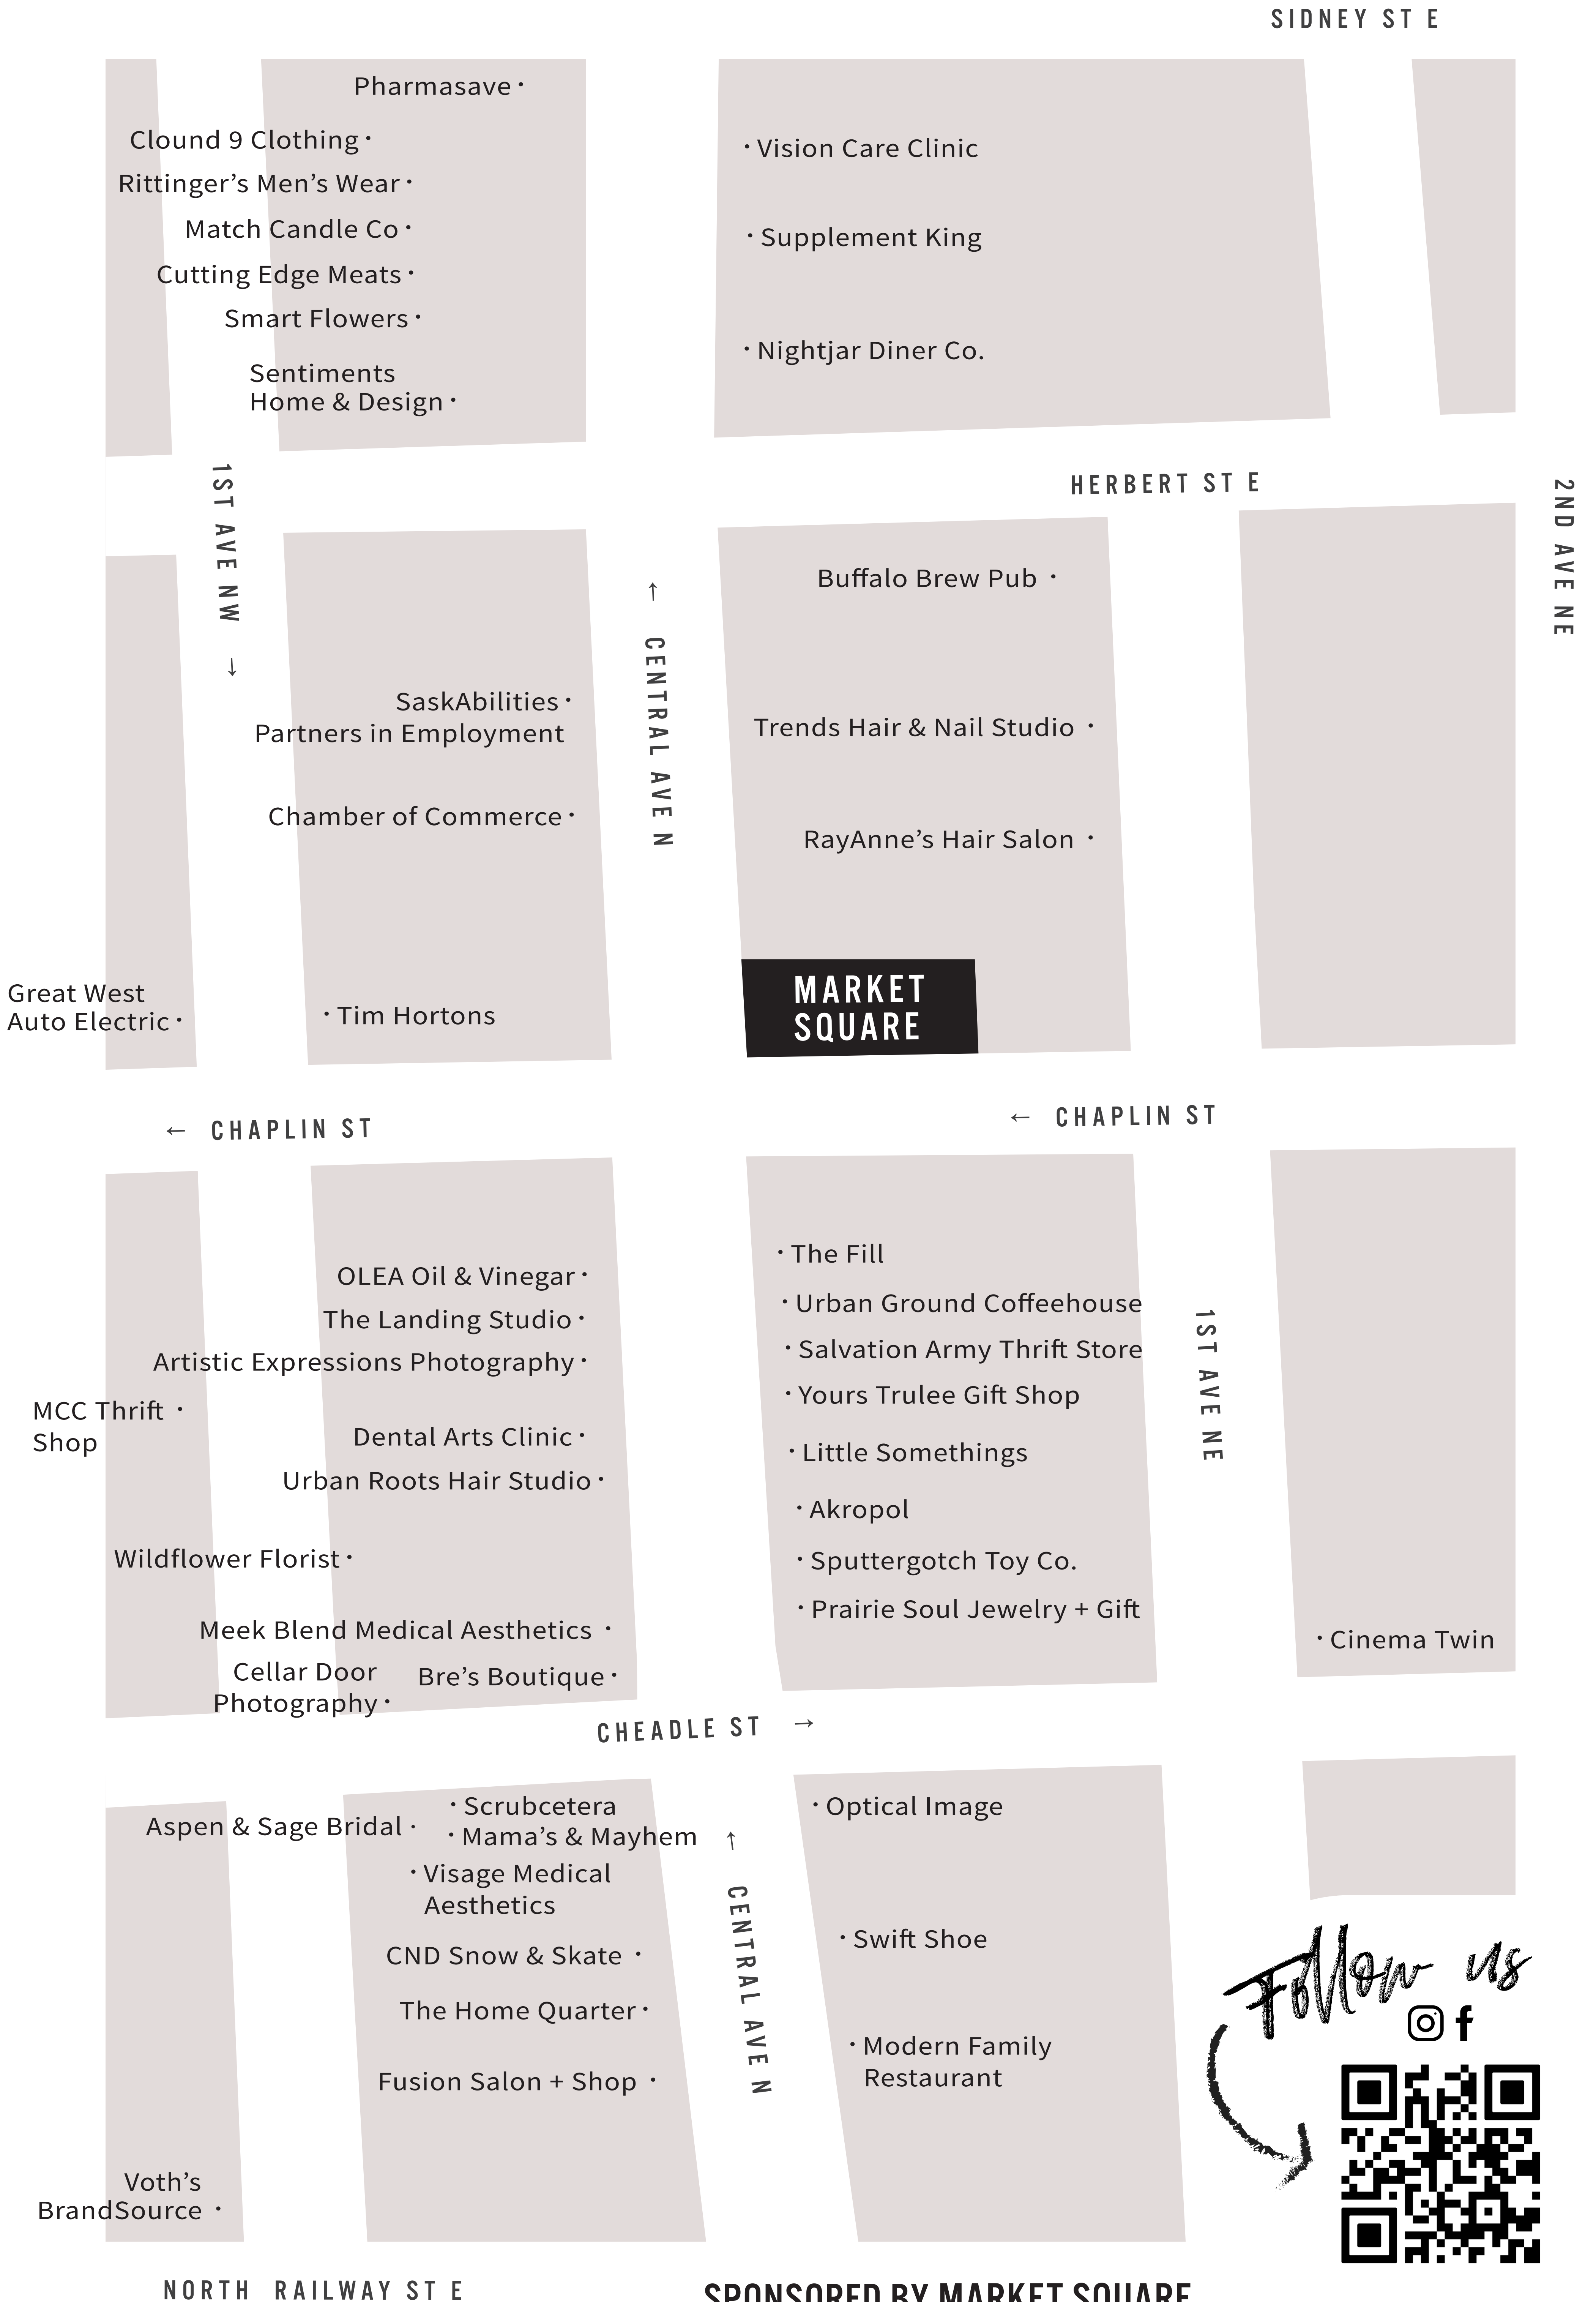 SIDNEY ST E
Pharmasave
Clound 9 Clothing
Rittinger’s Men’s Wear
Match Candle Co
Cutting Edge Meats
Smart Flowers
Sentiments
Home & Design
Vision Care Clinic
Supplement King
Nightjar Diner Co.
1ST AVE NW →
HERBERT ST E
2ND AVE NE
← CENTRAL AVE N
SaskAbilities
Partners in Employment
Chamber of Commerce
Great West
Auto Electric
Tim Hortons
Buffalo Brew Pub
Trends Hair & Nail Studio
RayAnne’s Hair Salon
MARKET
SQUARE
← CHAPLIN ST
← CHAPLIN ST
OLEA Oil & Vinegar
The Landing Studio
Artistic Expressions Photography
MCC Thrift
Shop
Dental Arts Clinic
Urban Roots Hair Studio
Wildflower Florist
Meek Blend Medical Aesthetics
Cellar Door
Photography
Bre’s Boutique
The Fill
Urban Ground Coffeehouse
Salvation Army Thrift Store
Yours Trulee Gift Shop
Little Somethings
Akropol
Sputtergotch Toy Co.
Prairie Soul Jewelry + Gift
1ST AVE NE
Cinema Twin
CHEADLE ST →
Aspen & Sage Bridal
Scrubcetera
Mama’s & Mayhem
Visage Medical
Aesthetics
CND Snow & Skate
The Home Quarter
Fusion Salon + Shop
Voth’s
BrandSource
← CENTRAL AVE N
Optical Image
Swift Shoe
Modern Family
Restaurant
Follow us
NORTH RAILWAY ST E
SPONSORED BY MARKET SQUARE